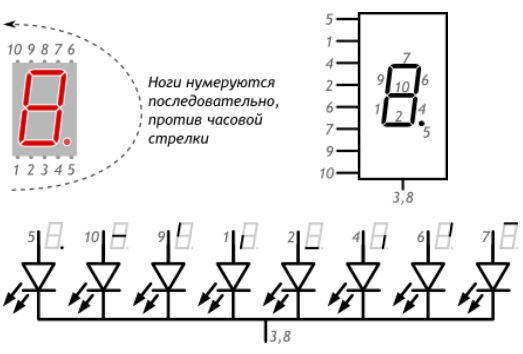 10 9 8 7 6
Ноги нумеруются
последовательно,
против часовой
стрелки
1 2 3 4 5
5
1
4
2
6
7
9
10
7
9 6
10
1 4
2
5
3,8
5 10 9 1 2 4 6 7
3,8